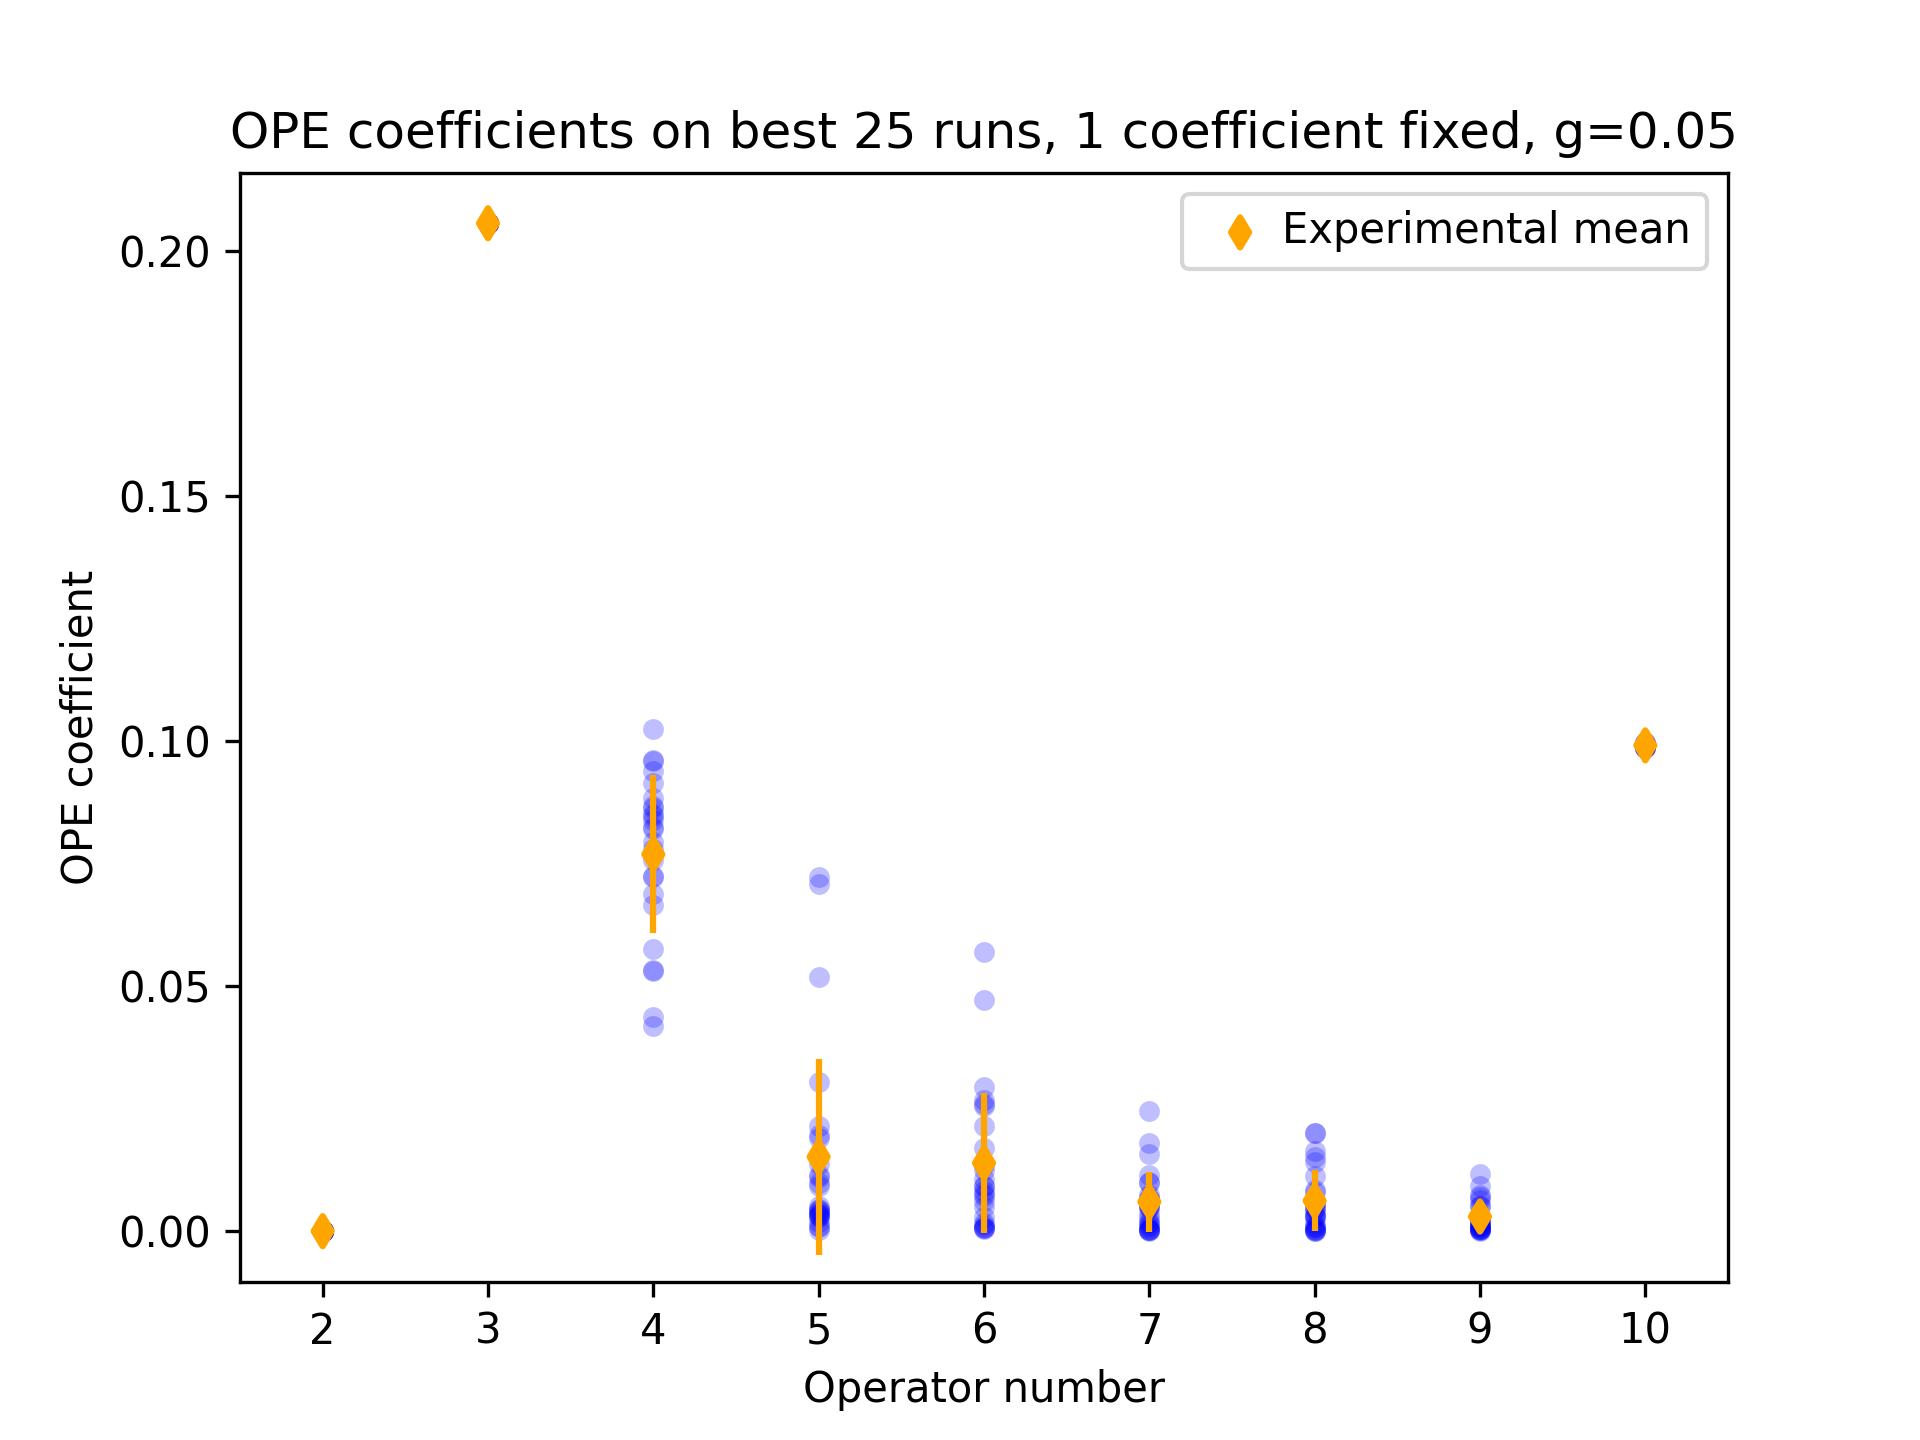 OPE coefficients on best 25 runs, 1 coefficient fixed, g=0.05
Experimental mean
OPE coefficient
0.20
0.15
0.10
0.05
0.00
2 3 4 5 6 7 8 9 10
Operator number